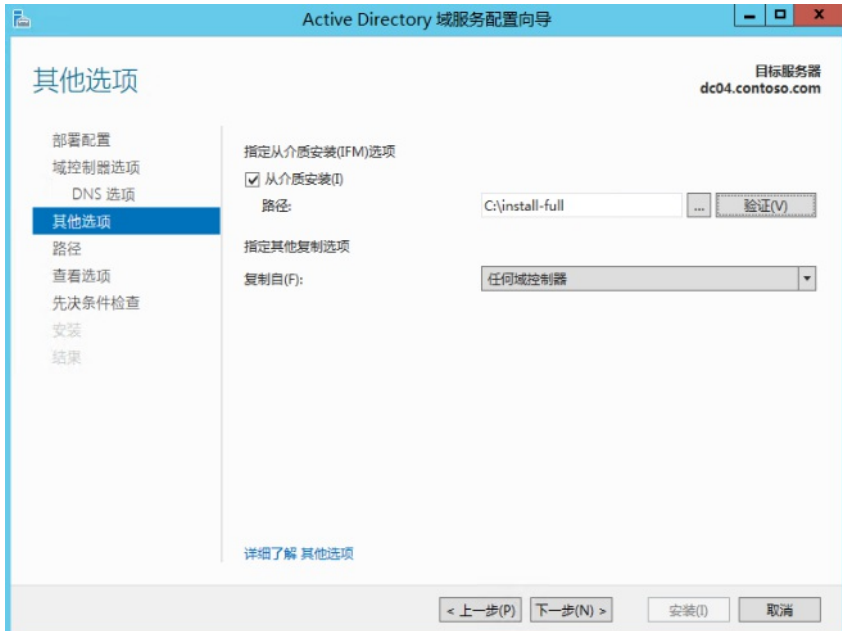 Active Directory 域服务配置向导
其他选项
目标服务器
dc04.contoso.com
部署配置
域控制器选项
DNS 选项
其他选项
路径
查看选项
先决条件检查
安装
结果
指定从介质安装(IFM)选项
从介质安装(I)
路径: C:\install-full ... 验证(V)
指定其他复制选项
复制自(F): 任何域控制器
详细了解 其他选项
< 上一步(P) 下一步(N) > 安装(I) 取消